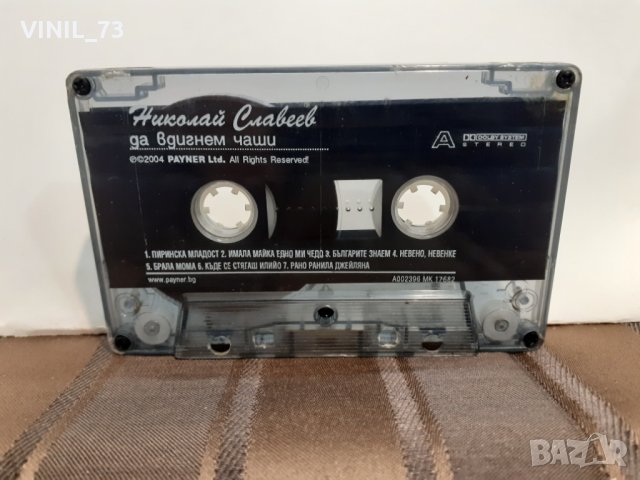 VINIL_73
Николай Славеев
да вдигнем чаши
℗©2004 PAYNER Ltd. All Rights Reserved!
A DOLBY SYSTEM
STEREO
1. ПИРИНСКА МЛАДОСТ 2. ИМАЛА МАЙКА ЕДНО МИ ЧЕДО 3. БЪЛГАРИТЕ ЗНАЕМ 4. НЕВЕНО, НЕВЕНКЕ
5. БРАЛА МОМА 6. КЪДЕ СЕ СТЯГАШ ИЛИЙО 7. РАНО РАНИЛА ДЖЕЙЛЯНА
www.payner.bg A002396 МК 17682
BAZAR